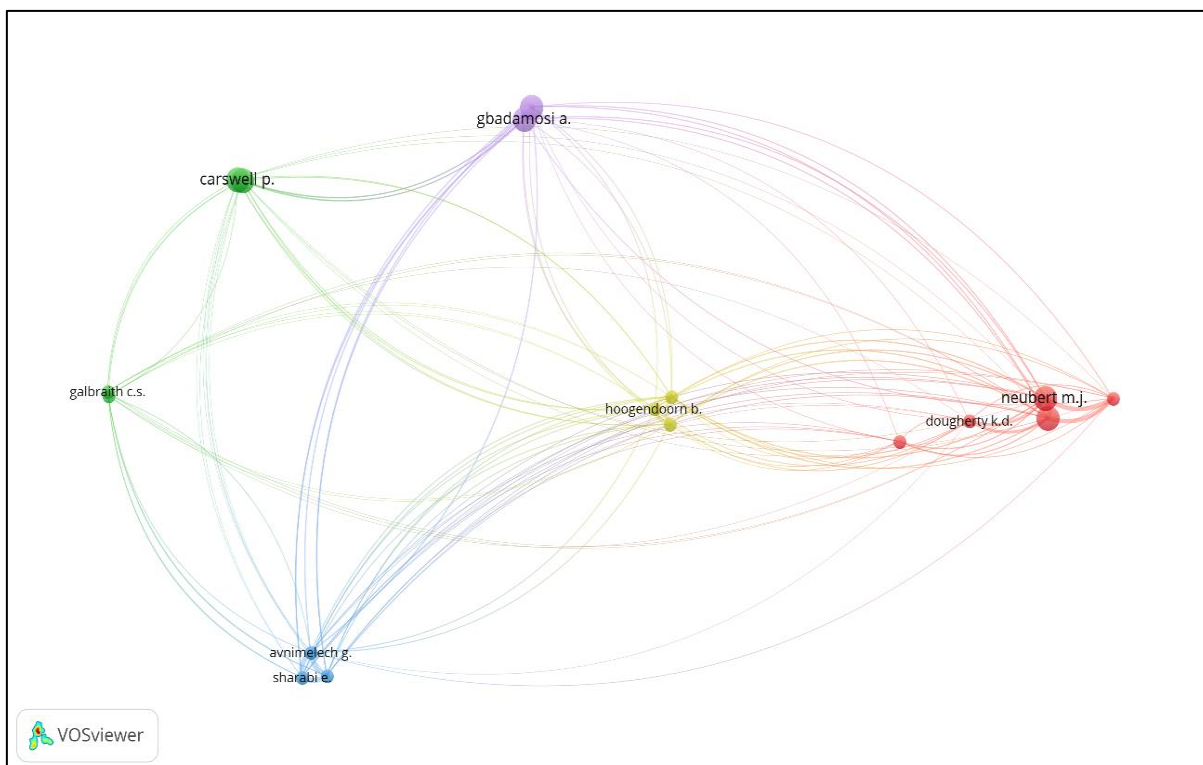 gbadamosi a.
carswell p.
galbraith c.s.
hoogendoorn b.
neubert m.j.
dougherty k.d.
avnimelech g.
sharabi e.
VOSviewer